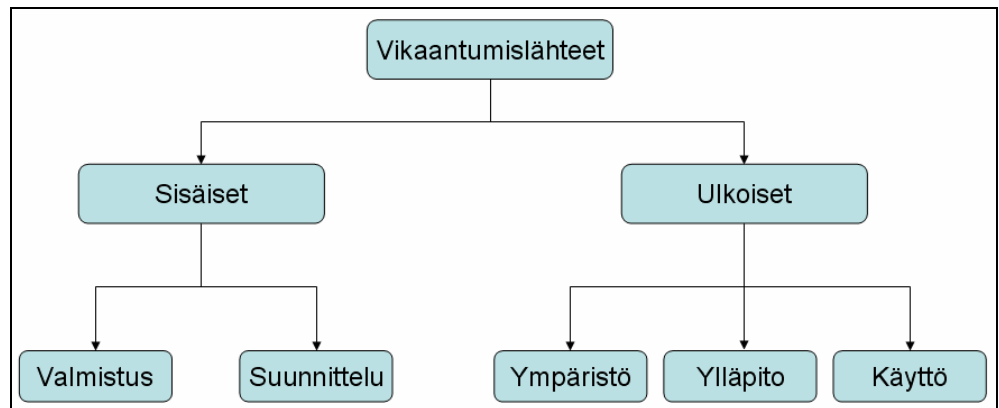 Vikaantumislähteet
Sisäiset
Ulkoiset
Valmistus
Suunnittelu
Ympäristö
Ylläpito
Käyttö